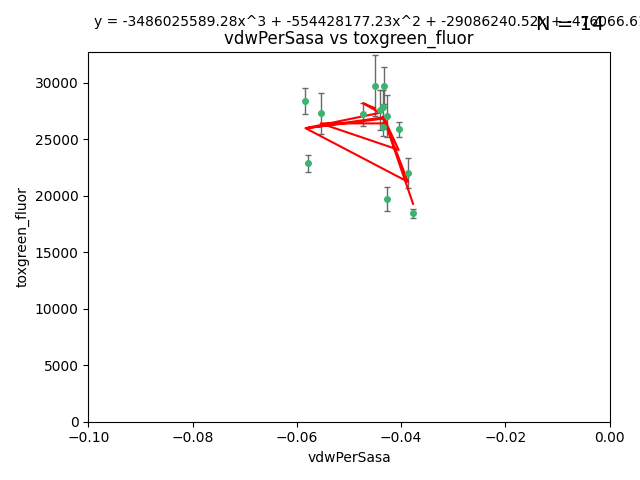 y = -3486025589.28x^3 + -554428177.23x^2 + -29086240.52x + -476066.6
N = 14
vdwPerSasa vs toxgreen_fluor
30000
25000
20000
15000
10000
5000
0
toxgreen_fluor
−0.10 −0.08 −0.06 −0.04 −0.02 0.00
vdwPerSasa